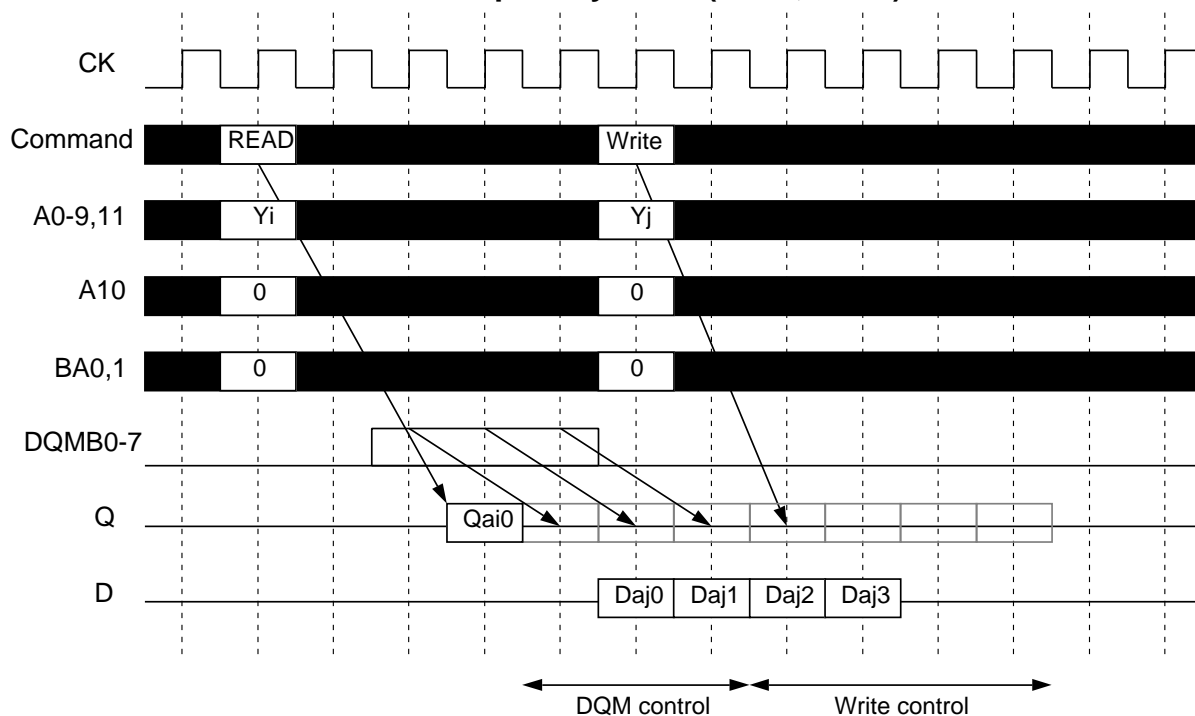 CK
Command READ Write
A0-9,11 Yi Yj
A10 0 0
BA0,1 0 0
DQMB0-7
Q Qai0
D Daj0 Daj1 Daj2 Daj3
DQM control Write control